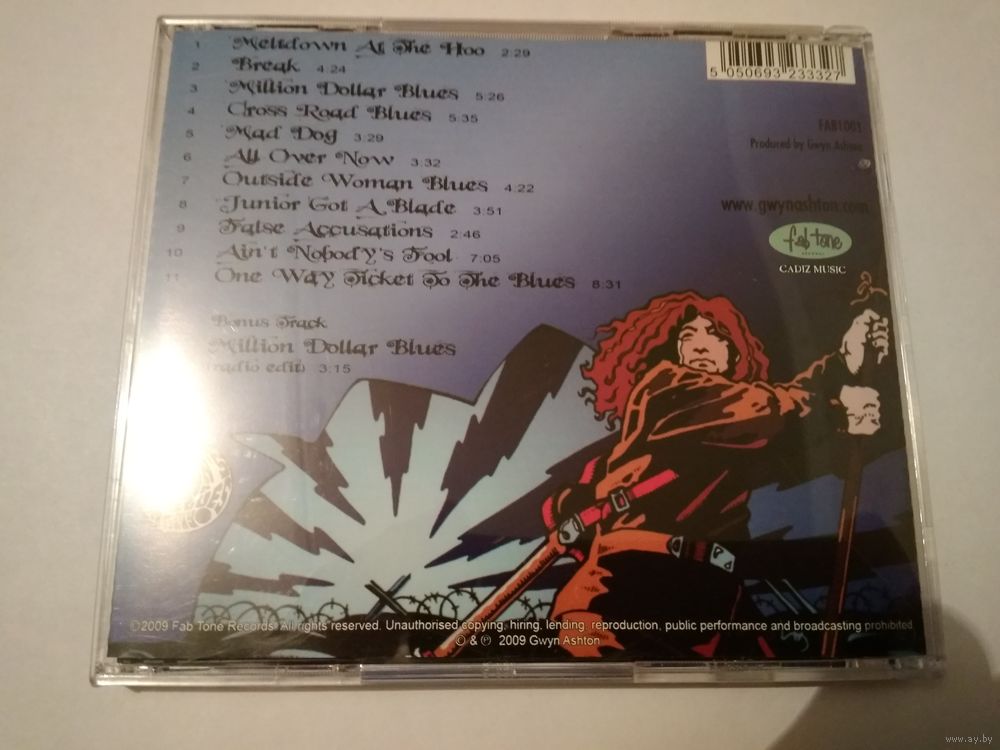 1 Meltdown At The Hoo 2:29
2 Break 4:24
3 Million Dollar Blues 5:26
4 Cross Road Blues 5:35
5 Mad Dog 3:29
6 All Over Now 3:32
7 Outside Woman Blues 4:22
8 Junior Got A Blade 3:51
9 False Accusations 2:46
10 Ain't Nobody's Fool 7:05
11 One Way Ticket To The Blues 8:31
Bonus Track
Million Dollar Blues
(radio edit) 3:15
5 050693 233327
FAB1001
Produced by Gwyn Ashton
www.gwynashton.com
fab tone
RECORDS
CADIZ MUSIC
©2009 Fab Tone Records. All rights reserved. Unauthorised copying, hiring, lending, reproduction, public performance and broadcasting prohibited.
© & ℗ 2009 Gwyn Ashton
www.ay.by